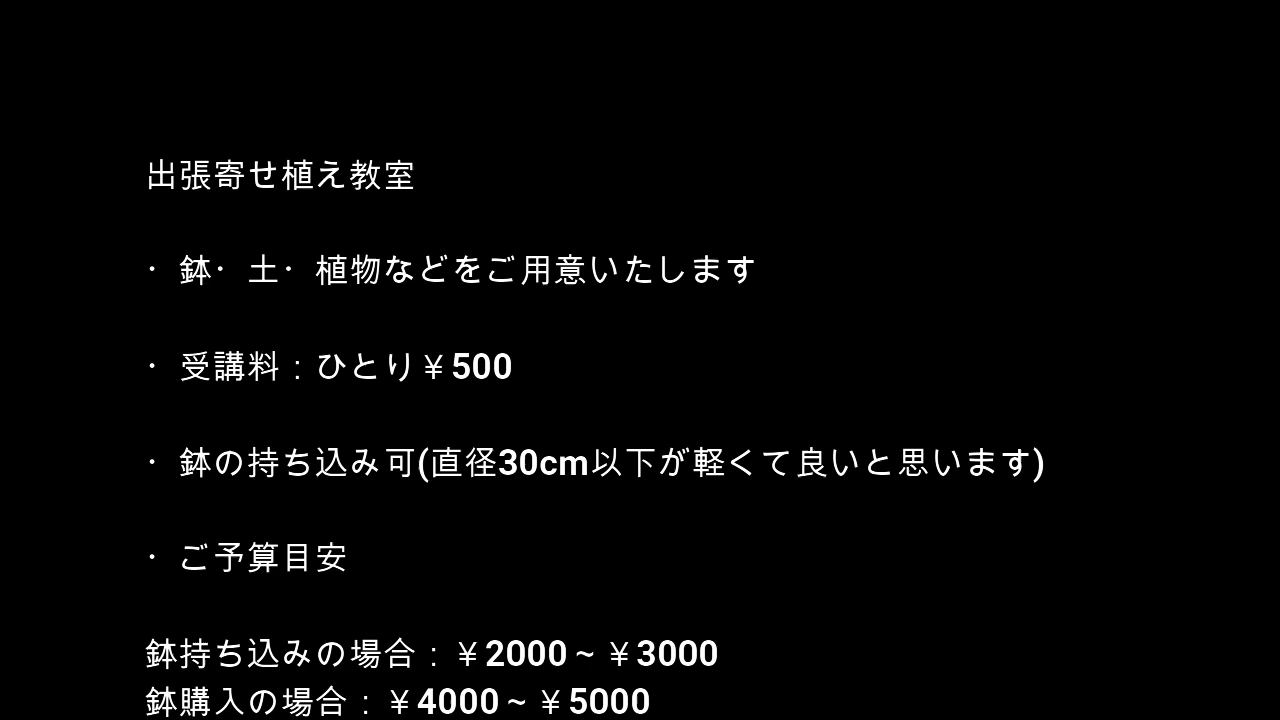 出張寄せ植え教室
・鉢・土・植物などをご用意いたします
・受講料：ひとり￥500
・鉢の持ち込み可(直径30cm以下が軽くて良いと思います)
・ご予算目安
鉢持ち込みの場合：￥2000 ~ ￥3000
鉢購入の場合：￥4000 ~ ￥5000